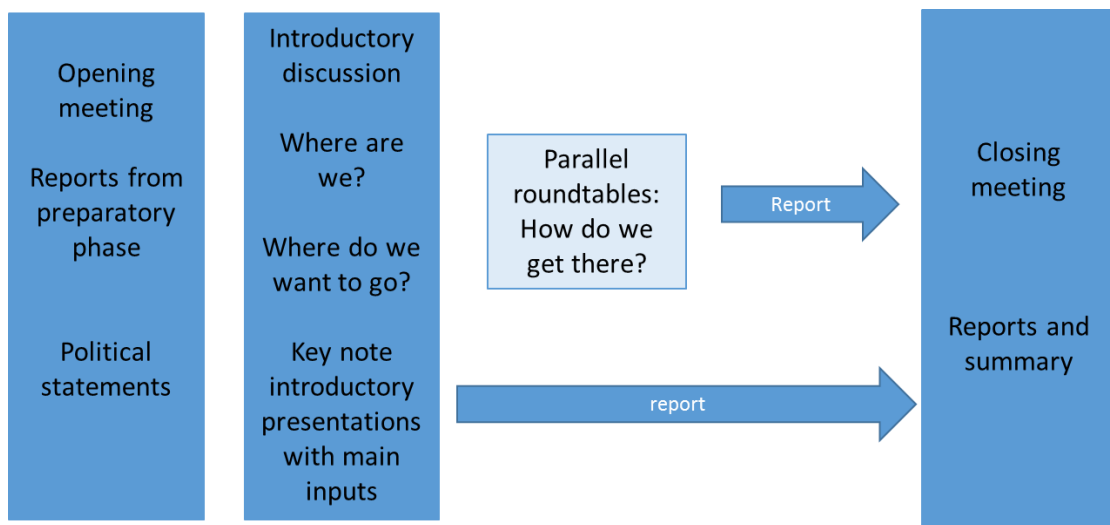 Opening
meeting
Reports from
preparatory
phase
Political
statements
Introductory
discussion
Where are
we?
Where do we
want to go?
Key note
introductory
presentations
with main
inputs
Parallel
roundtables:
How do we
get there?
Report
report
Closing
meeting
Reports and
summary